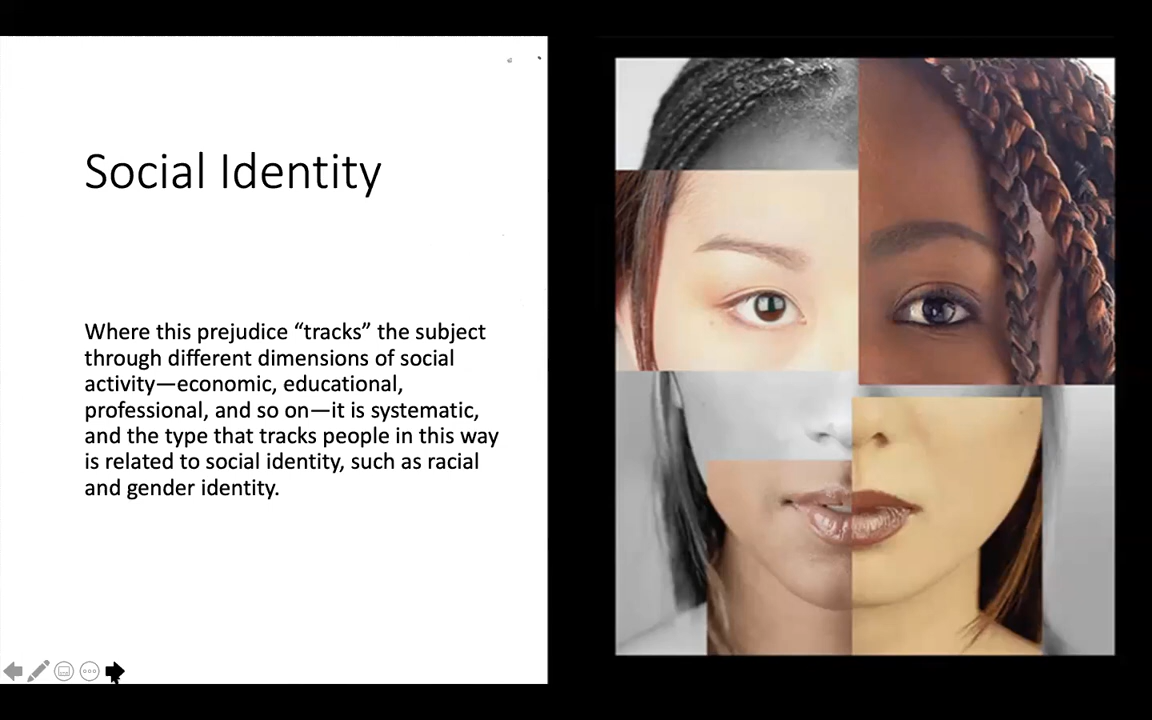 Social Identity
Where this prejudice “tracks” the subject
through different dimensions of social
activity—economic, educational,
professional, and so on—it is systematic,
and the type that tracks people in this way
is related to social identity, such as racial
and gender identity.